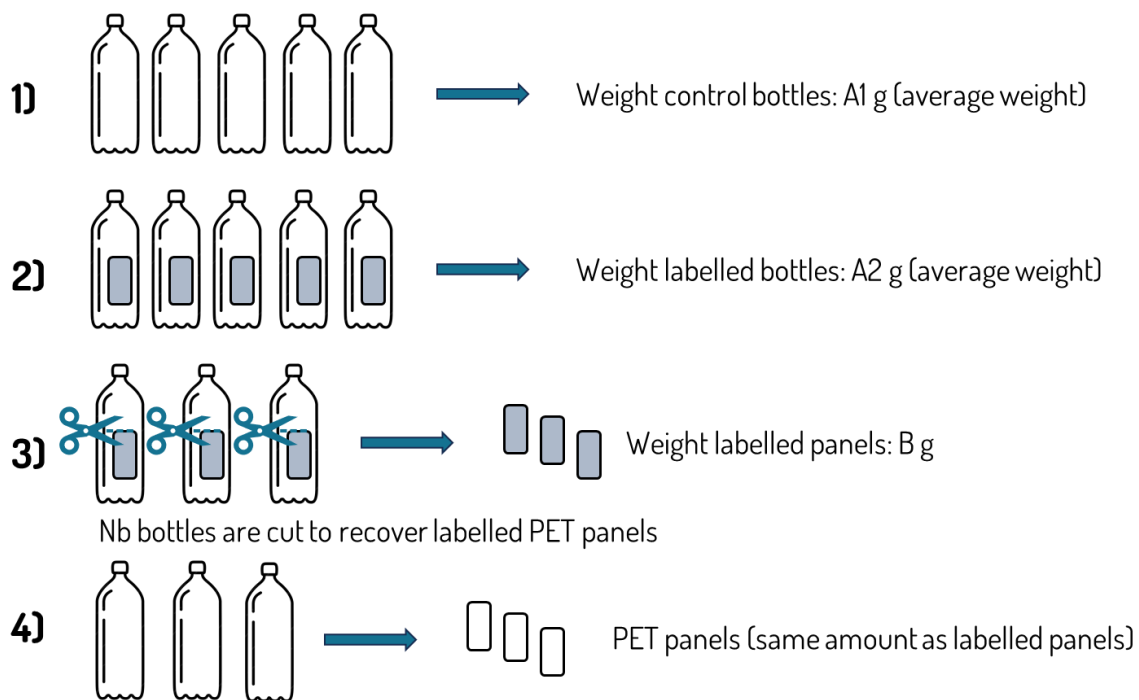 1)
Weight control bottles: A1 g (average weight)
2)
Weight labelled bottles: A2 g (average weight)
3)
Weight labelled panels: B g
Nb bottles are cut to recover labelled PET panels
4)
PET panels (same amount as labelled panels)